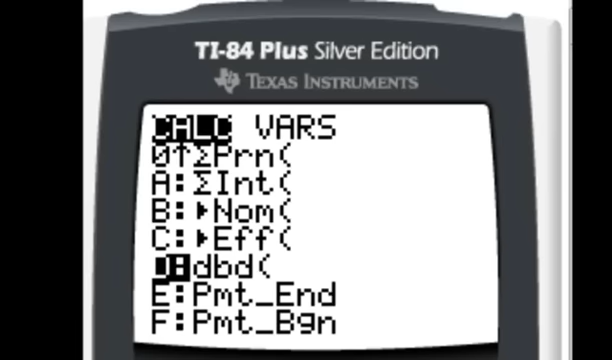 TI-84 Plus Silver Edition
TEXAS INSTRUMENTS
CALC VARS
0↑ΣPrn(
A:ΣInt(
B:►Nom(
C:►Eff(
D:dbd(
E:Pmt_End
F:Pmt_Bgn